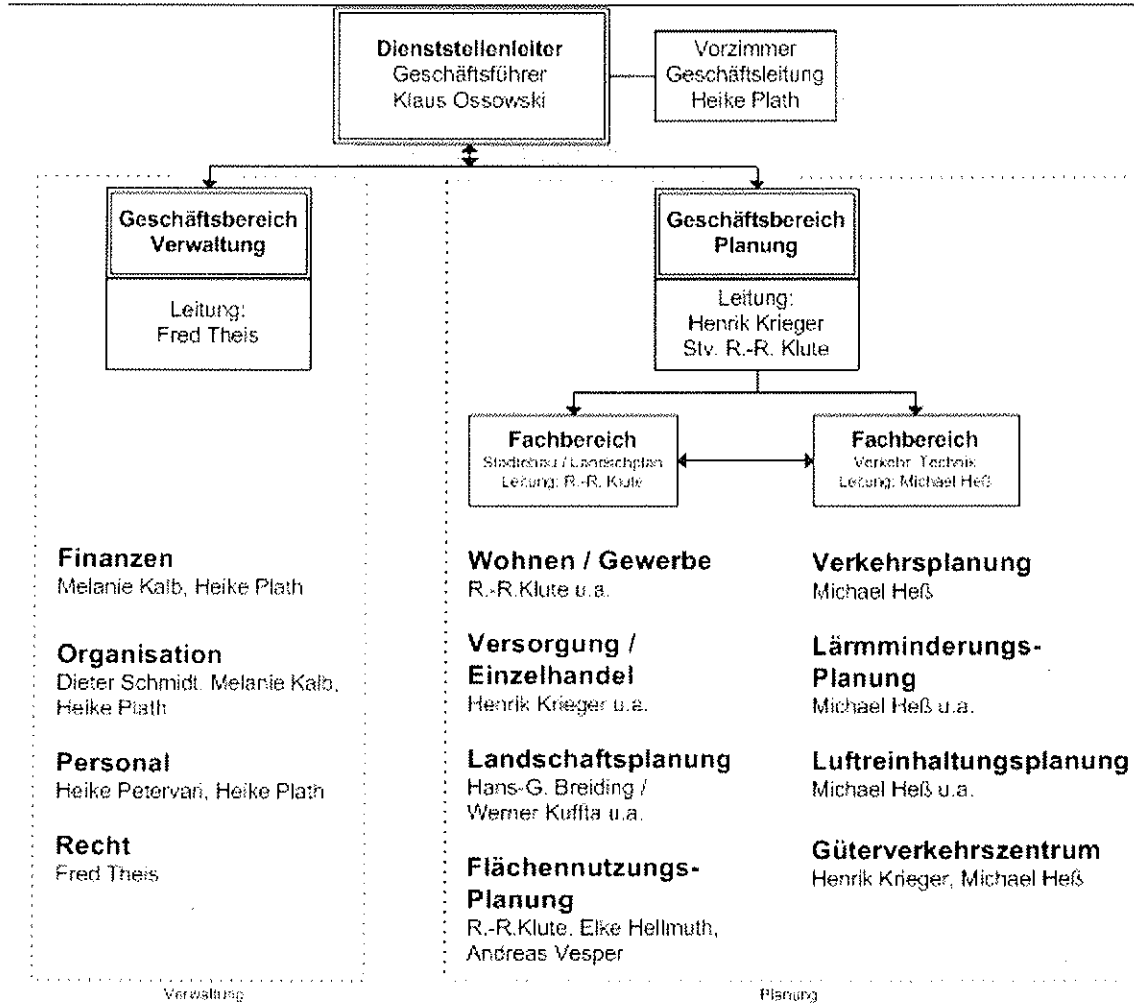 Dienststellenleiter
Geschäftsführer
Klaus Ossowski
Vorzimmer
Geschäftsleitung
Heike Plath
Geschäftsbereich
Verwaltung
Leitung:
Fred Theis
Geschäftsbereich
Planung
Leitung:
Henrik Krieger
Stv. R.-R. Klute
Fachbereich
Städtebau / Landschplan
Leitung: R.-R. Klute
Fachbereich
Verkehr, Technik
Leitung: Michael Heß
Finanzen
Melanie Kalb, Heike Plath
Organisation
Dieter Schmidt, Melanie Kalb,
Heike Plath
Personal
Heike Petervari, Heike Plath
Recht
Fred Theis
Wohnen / Gewerbe
R.-R.Klute u.a.
Versorgung /
Einzelhandel
Henrik Krieger u.a.
Landschaftsplanung
Hans-G. Breiding /
Werner Kuffta u.a.
Flächennutzungs-
Planung
R.-R.Klute, Elke Hellmuth,
Andreas Vesper
Verkehrsplanung
Michael Heß
Lärmminderungs-
Planung
Michael Heß u.a.
Luftreinhaltungsplanung
Michael Heß u.a.
Güterverkehrszentrum
Henrik Krieger, Michael Heß
Verwaltung
Planung